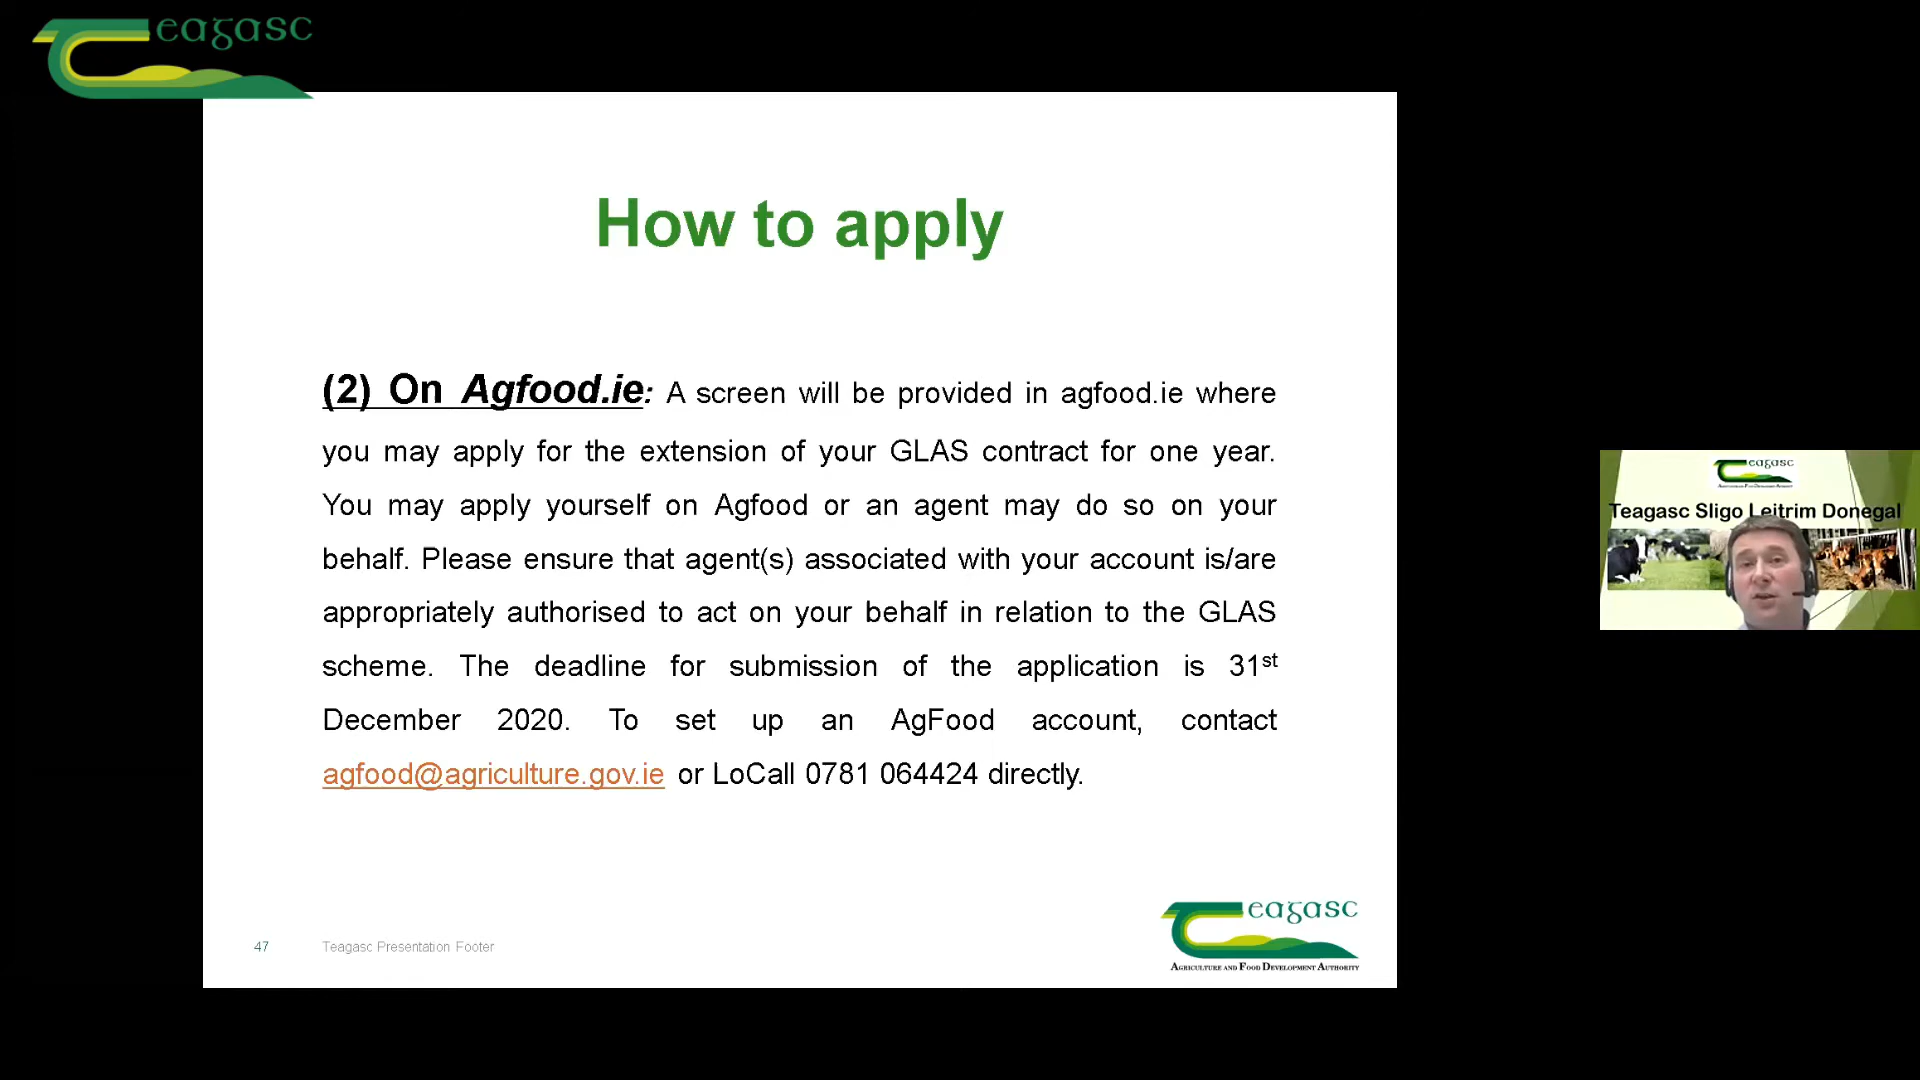 eagasc
How to apply
(2) On Agfood.ie: A screen will be provided in agfood.ie where
you may apply for the extension of your GLAS contract for one year.
You may apply yourself on Agfood or an agent may do so on your
behalf. Please ensure that agent(s) associated with your account is/are
appropriately authorised to act on your behalf in relation to the GLAS
scheme. The deadline for submission of the application is 31st
December 2020. To set up an AgFood account, contact
agfood@agriculture.gov.ie or LoCall 0781 064424 directly.
47 Teagasc Presentation Footer
eagasc
Agriculture and Food Development Authority
eagasc
Teagasc Sligo Leitrim Donegal